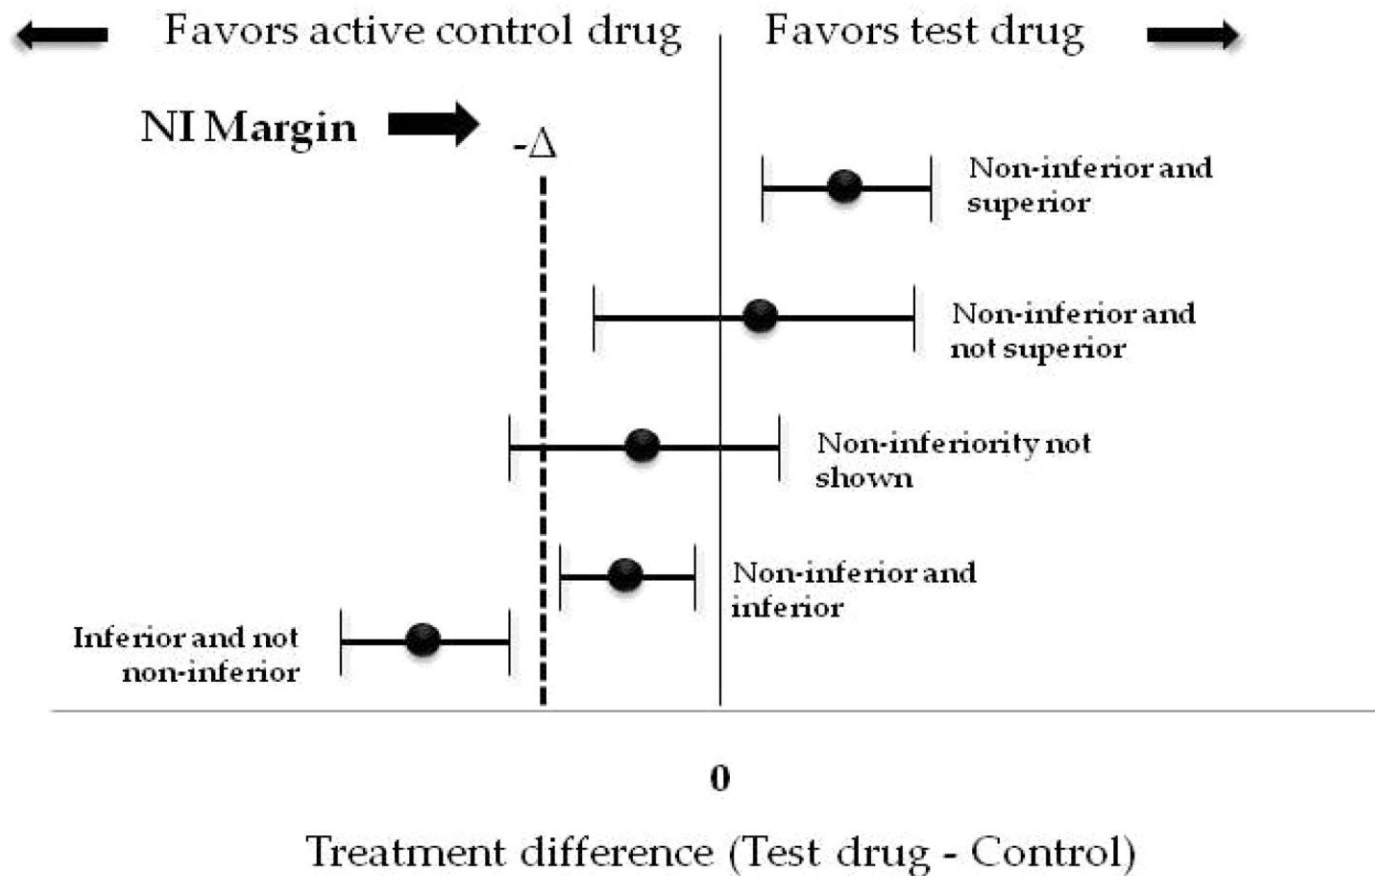 Favors active control drug
Favors test drug
NI Margin
-Δ
Non-inferior and
superior
Non-inferior and
not superior
Non-inferiority not
shown
Non-inferior and
inferior
Inferior and not
non-inferior
0
Treatment difference (Test drug - Control)